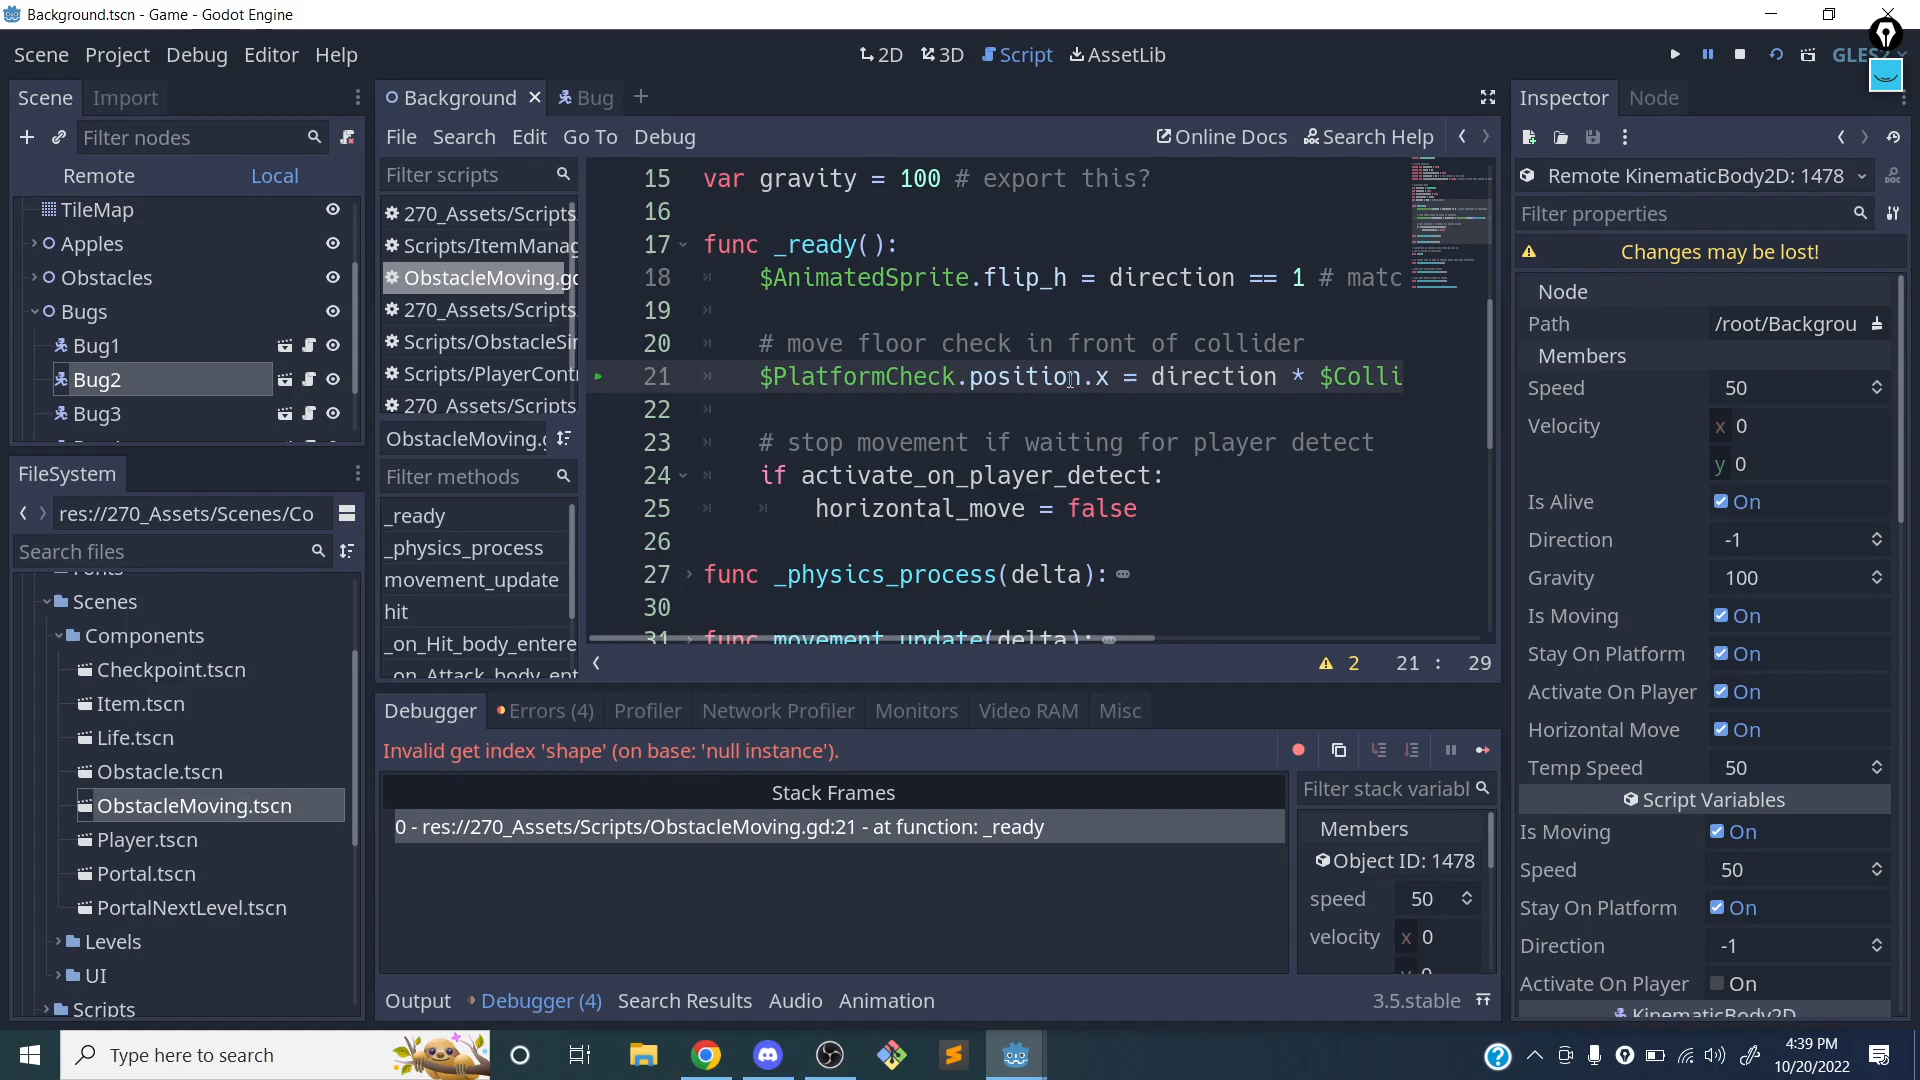 Background.tscn - Game - Godot Engine
Scene Project Debug Editor Help
2D 3D Script AssetLib
Scene Import
Background Bug
Inspector Node
Filter nodes
File Search Edit Go To Debug
Online Docs Search Help
Remote Local
TileMap
Apples
Obstacles
Bugs
Bug1
Bug2
Bug3
FileSystem
res://270_Assets/Scenes/Co
Search files
Scenes
Components
Checkpoint.tscn
Item.tscn
Life.tscn
Obstacle.tscn
ObstacleMoving.tscn
Player.tscn
Portal.tscn
PortalNextLevel.tscn
Levels
UI
Scripts
Filter scripts
270_Assets/Scripts
Scripts/ItemManag
ObstacleMoving.gd
270_Assets/Scripts
Scripts/ObstacleSi
Scripts/PlayerContr
270_Assets/Scripts
ObstacleMoving.g
Filter methods
_ready
_physics_process
movement_update
hit
_on_Hit_body_entere
_on_Attack_body_ent
15 var gravity = 100 # export this?
16
17 func _ready():
18 $AnimatedSprite.flip_h = direction == 1 # matc
19
20 # move floor check in front of collider
21 $PlatformCheck.position.x = direction * $Colli
22
23 # stop movement if waiting for player detect
24 if activate_on_player_detect:
25 horizontal_move = false
26
27 func _physics_process(delta):
30
31 func movement_update(delta):
2 21 : 29
Debugger Errors (4) Profiler Network Profiler Monitors Video RAM Misc
Invalid get index 'shape' (on base: 'null instance').
Stack Frames
0 - res://270_Assets/Scripts/ObstacleMoving.gd:21 - at function: _ready
Filter stack variabl
Members
Object ID: 1478
speed 50
velocity x 0
y 0
Output Debugger (4) Search Results Audio Animation
3.5.stable
Remote KinematicBody2D: 1478
Filter properties
Changes may be lost!
Node
Path /root/Backgrou
Members
Speed 50
Velocity x 0
y 0
Is Alive On
Direction -1
Gravity 100
Is Moving On
Stay On Platform On
Activate On Player On
Horizontal Move On
Temp Speed 50
Script Variables
Is Moving On
Speed 50
Stay On Platform On
Direction -1
Activate On Player On
KinematicBody2D
Type here to search
4:39 PM
10/20/2022